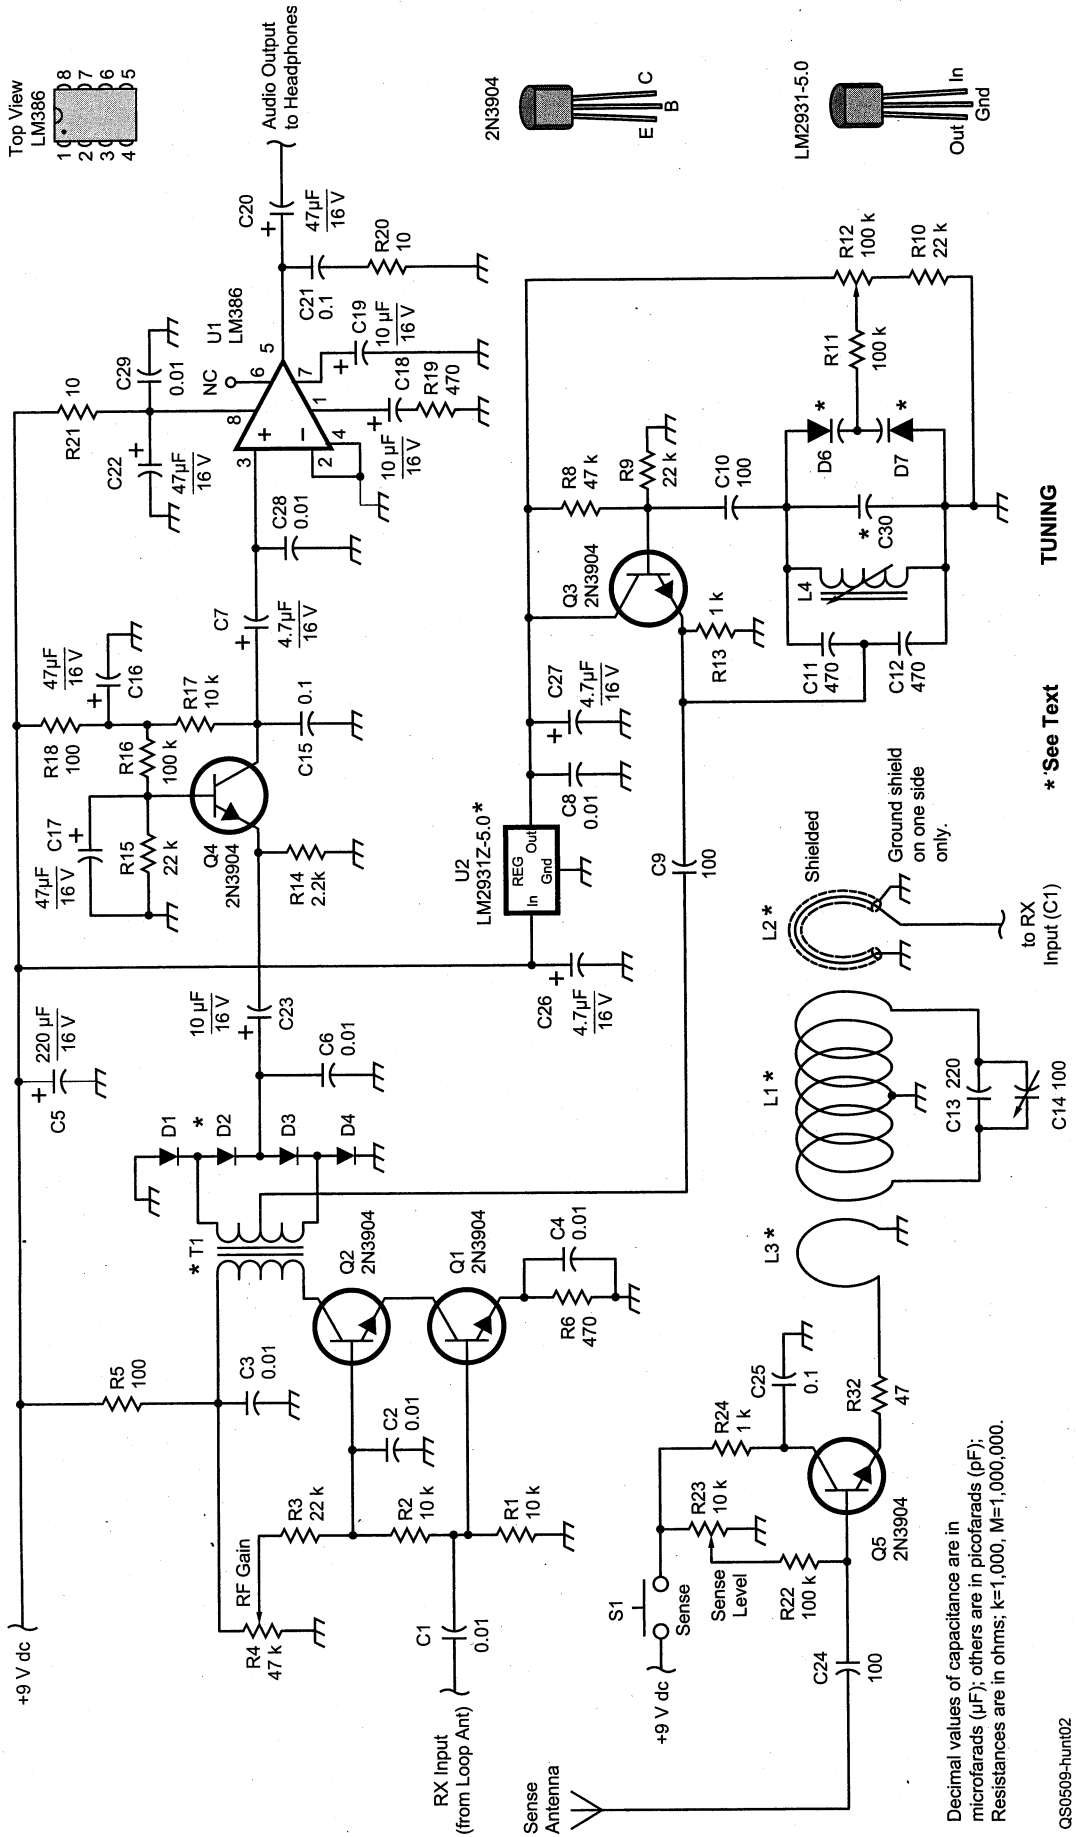 +9 V dc
R4
47 k
RF Gain
R3
22 k
R2
10 k
R1
10 k
C1
0.01
RX Input
(from Loop Ant)
R5
100
C3
0.01
C2
0.01
* T1
Q2
2N3904
Q1
2N3904
R6
470
C4
0.01
C5
220 µF
16 V
+
D1
*
D2
D3
D4
C6
0.01
10 µF
16 V
+
C23
47µF
16 V
C17
+
R15
22 k
R16
100 k
R18
100
47µF
16 V
+
C16
R17
10 k
Q4
2N3904
R14
2.2k
C15
0.1
C7
+
4.7µF
16 V
C28
0.01
R21
10
C22
+
47µF
16 V
C29
0.01
NC
U1
LM386
3
8
6
5
+
−
2
4
1
7
+
10 µF
16 V
C18
R19
470
+
C19
10 µF
16 V
C21
0.1
R20
10
C20
+
47µF
16 V
Audio Output
to Headphones
Top View
LM386
1
2
3
4
8
7
6
5
2N3904
E
B
C
LM2931-5.0
Out
Gnd
In
U2
LM2931Z-5.0*
REG
In
Out
Gnd
C26
+
4.7µF
16 V
C8
0.01
C27
+
4.7µF
16 V
Q3
2N3904
R8
47 k
R9
22 k
R13
1 k
C10
100
C9
100
C11
470
C12
470
L4
*
C30
D6
*
D7
*
R11
100 k
R12
100 k
R10
22 k
TUNING
Sense
Antenna
C24
100
+9 V dc
S1
Sense
Sense
Level
R23
10 k
R22
100 k
R24
1 k
C25
0.1
Q5
2N3904
R32
47
L3*
L1*
C13 220
C14 100
L2*
Shielded
Ground shield
on one side
only.
to RX
Input (C1)
*See Text
Decimal values of capacitance are in
microfarads (µF); others are in picofarads (pF);
Resistances are in ohms; k=1,000, M=1,000,000.
QS0509-hunt02